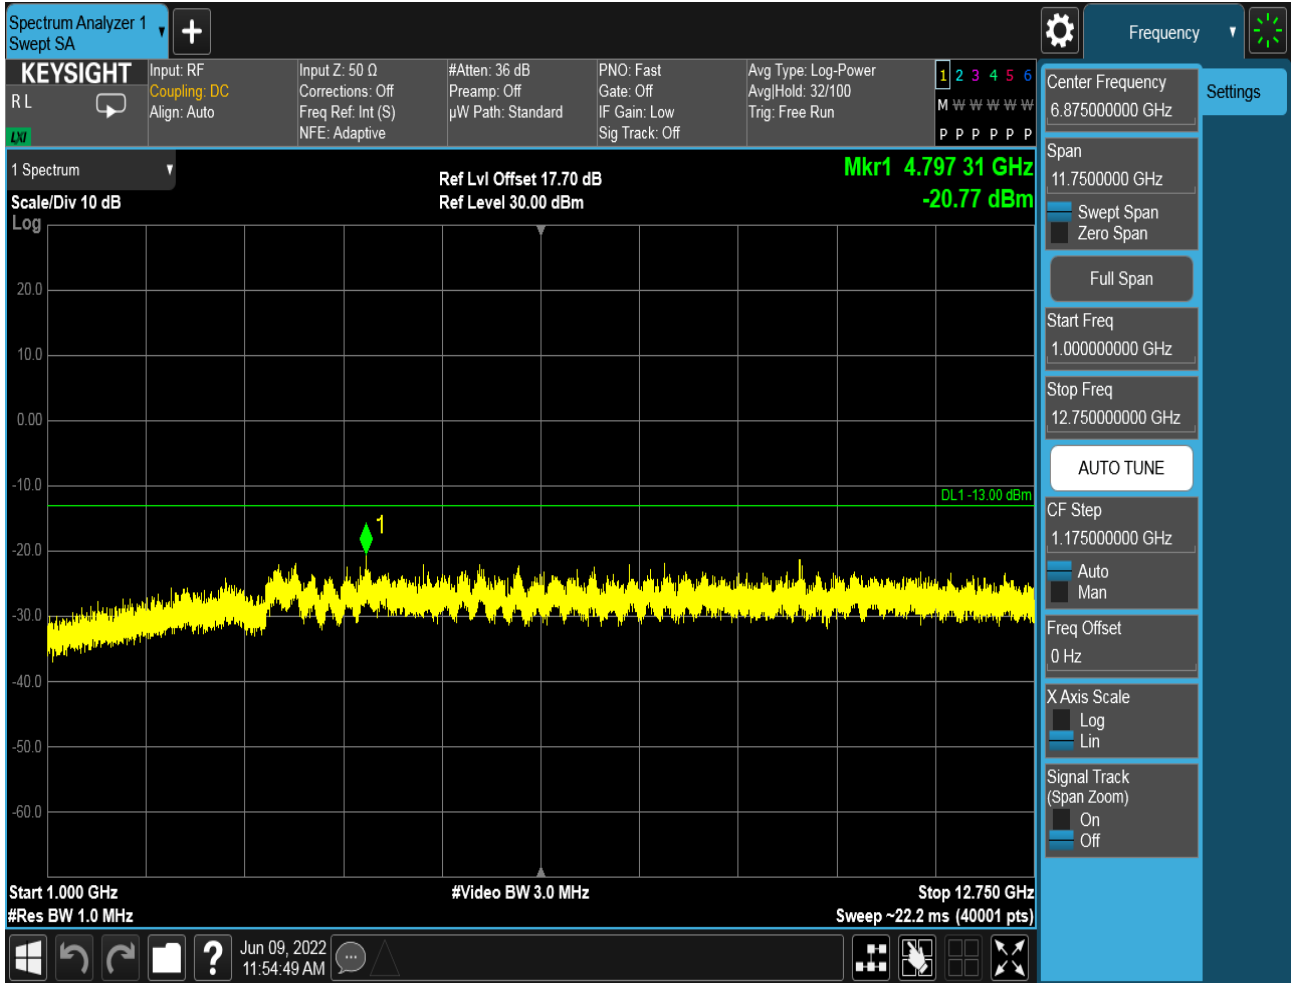 Spectrum Analyzer 1
Swept SA
Frequency
KEYSIGHT
R L
LXI
Input: RF
Coupling: DC
Align: Auto
Input Z: 50 Ω
Corrections: Off
Freq Ref: Int (S)
NFE: Adaptive
#Atten: 36 dB
Preamp: Off
µW Path: Standard
PNO: Fast
Gate: Off
IF Gain: Low
Sig Track: Off
Avg Type: Log-Power
Avg|Hold: 32/100
Trig: Free Run
1 2 3 4 5 6
M W W W W W
P P P P P P
1 Spectrum
Scale/Div 10 dB
Log
Ref Lvl Offset 17.70 dB
Ref Level 30.00 dBm
Mkr1 4.797 31 GHz
-20.77 dBm
20.0
10.0
0.00
-10.0
DL1 -13.00 dBm
1
-20.0
-30.0
-40.0
-50.0
-60.0
Start 1.000 GHz
#Video BW 3.0 MHz
Stop 12.750 GHz
#Res BW 1.0 MHz
Sweep ~22.2 ms (40001 pts)
Center Frequency
6.875000000 GHz
Settings
Span
11.7500000 GHz
Swept Span
Zero Span
Full Span
Start Freq
1.000000000 GHz
Stop Freq
12.750000000 GHz
AUTO TUNE
CF Step
1.175000000 GHz
Auto
Man
Freq Offset
0 Hz
X Axis Scale
Log
Lin
Signal Track
(Span Zoom)
On
Off
?
Jun 09, 2022
11:54:49 AM